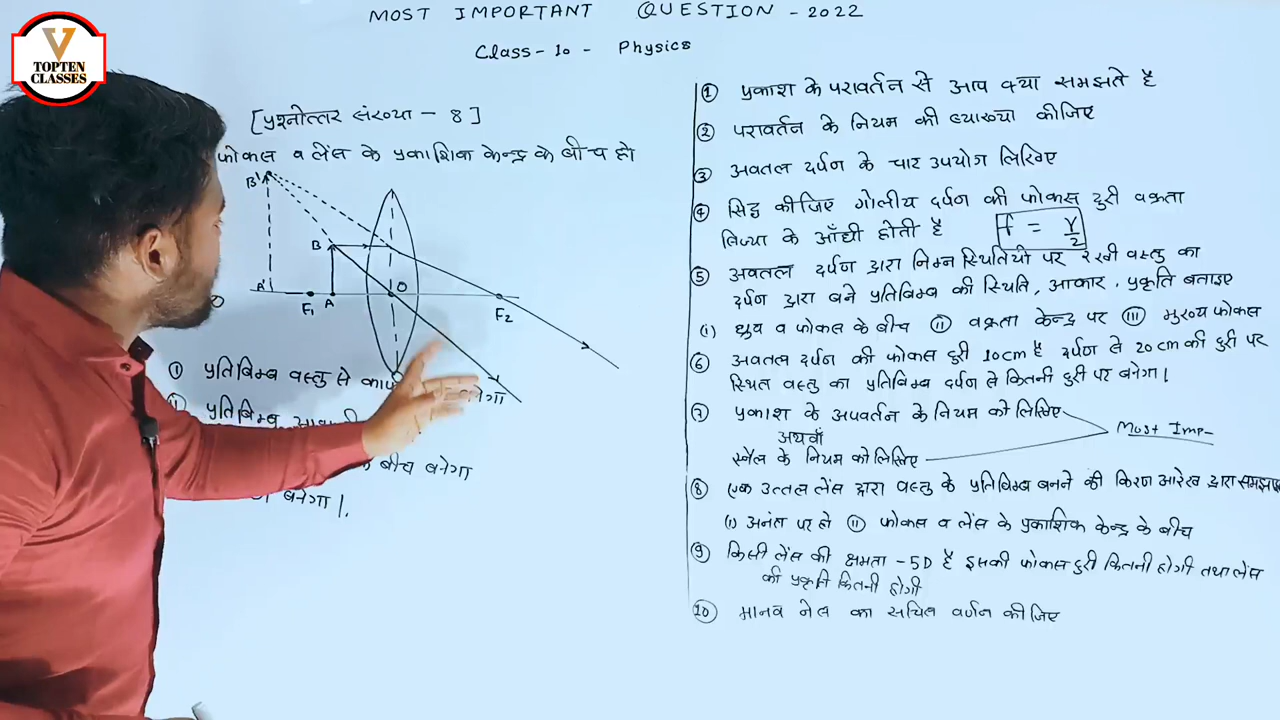 TOPTEN
CLASSES
MOST IMPORTANT QUESTION - 2022
Class - 10 - Physics
[प्रश्नोत्तर संख्या - 8]
फोकस व लेंस के प्रकाशिक केन्द्र के बीच हो
B'
B
A'
F₁
A
O
F₂
① प्रतिबिम्ब वस्तु से
प्रतिबिम्ब
के बीच बनेगा
बनेगा।
① प्रकाश के परावर्तन से आप क्या समझते है
② परावर्तन के नियम की व्याख्या कीजिए
③ अवतल दर्पण के चार उपयोग लिखिए
④ सिद्ध कीजिए गोलीय दर्पन की फोकस दुरी वक्रता
त्रिज्या के आँधी होती है f = r/2
⑤ अवतल दर्पण द्वारा निम्न स्थितियों पर रखी वस्तु का
दर्पण द्वारा बने प्रतिबिम्ब की स्थिति, आकार, प्रकृति बताइए
(i) ध्रुव व फोकस के बीच ⓘⓘ वक्रता केन्द्र पर ⓘⓘⓘ मुख्य फोकस
⑥ अवतल दर्पन की फोकस दुरी 10cm है दर्पण से 20cm की दुरी पर
स्थित वस्तु का प्रतिबिम्ब दर्पन से कितनी दुरी पर बनेगा।
⑦ प्रकाश के अपवर्तन के नियम को लिखिए
अथवाँ
Most Imp-
स्नैल के नियम को लिखिए
⑧ एक उत्तल लेंस द्वारा वस्तु के प्रतिबिम्ब बनने की किरण आरेख द्वारा
(i) अनंत पर हो ⓘⓘ फोकस व लेंस के प्रकाशिक केन्द्र के बीच
⑨ किसी लेंस की क्षमता -5D है इसकी फोकस दुरी कितनी होगी तथा लेंस
की प्रकृति कितनी होगी
⑩ मानव नेत्र का सचित्र वर्णन कीजिए